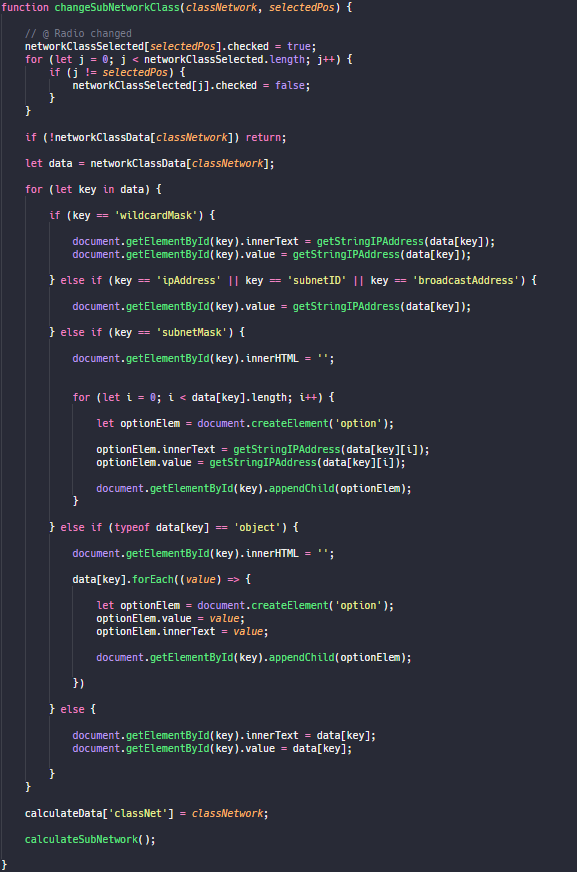 function changeSubNetworkClass(classNetwork, selectedPos) {
// @ Radio changed
networkClassSelected[selectedPos].checked = true;
for (let j = 0; j < networkClassSelected.length; j++) {
if (j != selectedPos) {
networkClassSelected[j].checked = false;
}
}
if (!networkClassData[classNetwork]) return;
let data = networkClassData[classNetwork];
for (let key in data) {
if (key == 'wildcardMask') {
document.getElementById(key).innerText = getStringIPAddress(data[key]);
document.getElementById(key).value = getStringIPAddress(data[key]);
} else if (key == 'ipAddress' || key == 'subnetID' || key == 'broadcastAddress') {
document.getElementById(key).value = getStringIPAddress(data[key]);
} else if (key == 'subnetMask') {
document.getElementById(key).innerHTML = '';
for (let i = 0; i < data[key].length; i++) {
let optionElem = document.createElement('option');
optionElem.innerText = getStringIPAddress(data[key][i]);
optionElem.value = getStringIPAddress(data[key][i]);
document.getElementById(key).appendChild(optionElem);
}
} else if (typeof data[key] == 'object') {
document.getElementById(key).innerHTML = '';
data[key].forEach((value) => {
let optionElem = document.createElement('option');
optionElem.value = value;
optionElem.innerText = value;
document.getElementById(key).appendChild(optionElem);
})
} else {
document.getElementById(key).innerText = data[key];
document.getElementById(key).value = data[key];
}
}
calculateData['classNet'] = classNetwork;
calculateSubNetwork();
}